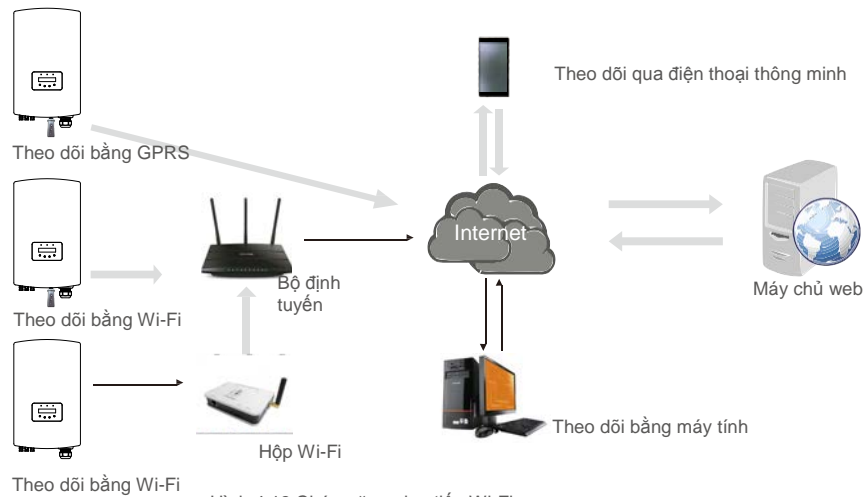 Theo dõi qua điện thoại thông minh
Theo dõi bằng GPRS
Internet
Bộ định
tuyến
Máy chủ web
Theo dõi bằng Wi-Fi
Theo dõi bằng máy tính
Hộp Wi-Fi
Theo dõi bằng Wi-Fi